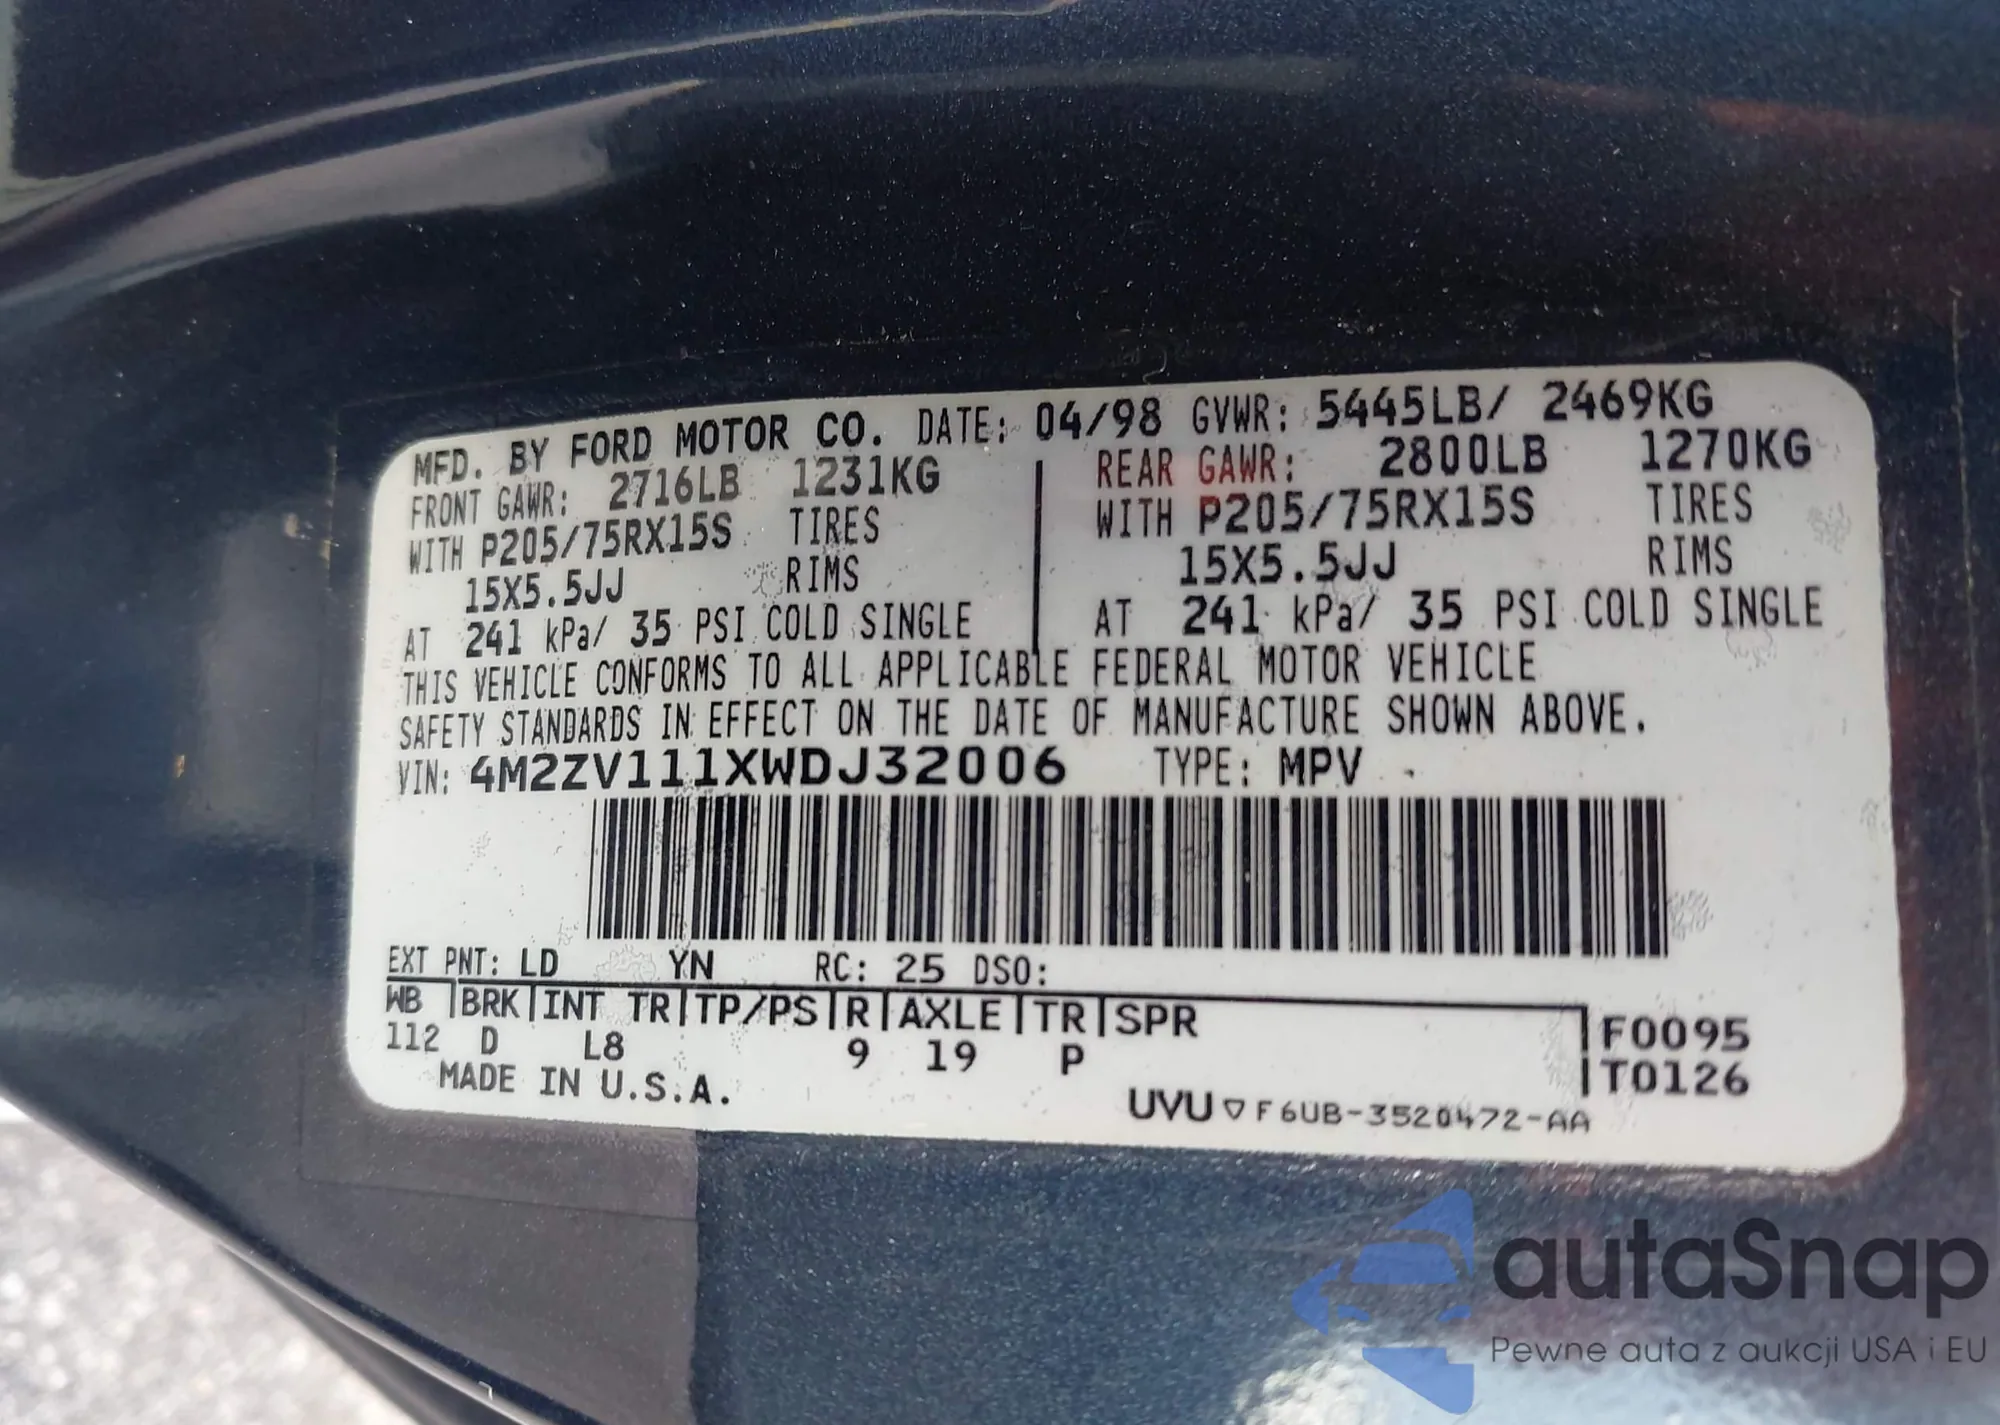 MFD. BY FORD MOTOR CO. DATE: 04/98 GVWR: 5445LB/ 2469KG
FRONT GAWR: 2716LB 1231KG REAR GAWR: 2800LB 1270KG
WITH P205/75RX15S TIRES WITH P205/75RX15S TIRES
15X5.5JJ RIMS 15X5.5JJ RIMS
AT 241 kPa/ 35 PSI COLD SINGLE AT 241 kPa/ 35 PSI COLD SINGLE
THIS VEHICLE CONFORMS TO ALL APPLICABLE FEDERAL MOTOR VEHICLE
SAFETY STANDARDS IN EFFECT ON THE DATE OF MANUFACTURE SHOWN ABOVE.
VIN: 4M2ZV111XWDJ32006 TYPE: MPV
EXT PNT: LD YN RC: 25 DSO:
WB BRK INT TR TP/PS R AXLE TR SPR F0095
112 D L8 9 19 P T0126
MADE IN U.S.A.
UVU ▽ F6UB-3520472-AA
autaSnap
Pewne auta z aukcji USA i EU